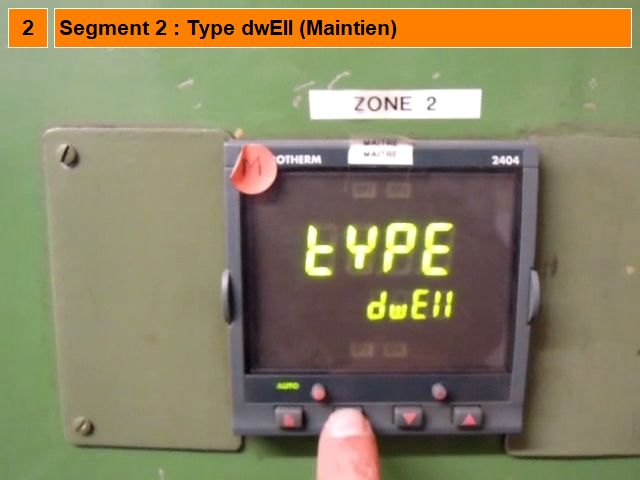 2
Segment 2 : Type dwEll (Maintien)
ZONE 2
MAITRE
MAITRE
M
OTHERM
2404
tYPE
dwEll
AUTO